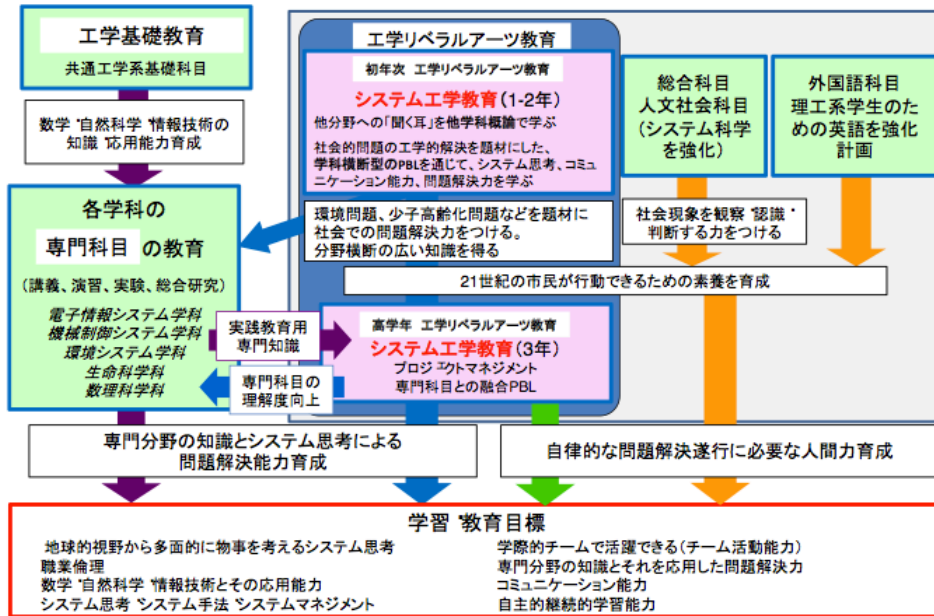 工学基礎教育
共通工学系基礎科目
数学・自然科学・情報技術の
知識・応用能力育成
各学科の
専門科目 の教育
(講義、演習、実験、総合研究)
電子情報システム学科
機械制御システム学科
環境システム学科
生命科学科
数理科学科
工学リベラルアーツ教育
初年次 工学リベラルアーツ教育
システム工学教育(1-2年)
他分野への「聞く耳」を他学科概論で学ぶ
社会的問題の工学的解決を題材にした、
学科横断型のPBLを通じて、システム思考、コミュ
ニケーション能力、問題解決力を学ぶ
環境問題、少子高齢化問題などを題材に
社会での問題解決力をつける。
分野横断の広い知識を得る
総合科目
人文社会科目
(システム科学
を強化)
外国語科目
理工系学生のた
めの英語を強化
計画
社会現象を観察・認識・
判断する力をつける
21世紀の市民が行動できるための素養を育成
実践教育用
専門知識
専門科目の
理解度向上
高学年 工学リベラルアーツ教育
システム工学教育(3年)
プロジェクトマネジメント
専門科目との融合PBL
専門分野の知識とシステム思考による
問題解決能力育成
自律的な問題解決遂行に必要な人間力育成
学習・教育目標
地球的視野から多面的に物事を考えるシステム思考
職業倫理
数学・自然科学・情報技術とその応用能力
システム思考・システム手法・システムマネジメント
学際的チームで活躍できる(チーム活動能力)
専門分野の知識とそれを応用した問題解決力
コミュニケーション能力
自主的継続的学習能力